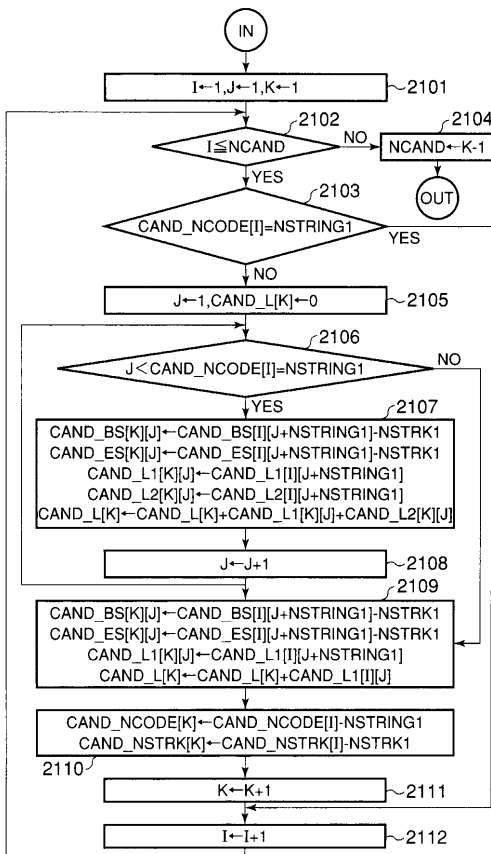 IN
I←1,J←1,K←1
2101
2102
I≦NCAND
NO
2104
NCAND←K-1
YES
OUT
2103
CAND_NCODE[I]=NSTRING1
YES
NO
J←1,CAND_L[K]←0
2105
2106
J<CAND_NCODE[I]=NSTRING1
NO
YES
2107
CAND_BS[K][J]←CAND_BS[I][J+NSTRING1]-NSTRK1
CAND_ES[K][J]←CAND_ES[I][J+NSTRING1]-NSTRK1
CAND_L1[K][J]←CAND_L1[I][J+NSTRING1]
CAND_L2[K][J]←CAND_L2[I][J+NSTRING1]
CAND_L[K]←CAND_L[K]+CAND_L1[K][J]+CAND_L2[K][J]
J←J+1
2108
2109
CAND_BS[K][J]←CAND_BS[I][J+NSTRING1]-NSTRK1
CAND_ES[K][J]←CAND_ES[I][J+NSTRING1]-NSTRK1
CAND_L1[K][J]←CAND_L1[I][J+NSTRING1]
CAND_L[K]←CAND_L[K]+CAND_L1[I][J]
CAND_NCODE[K]←CAND_NCODE[I]-NSTRING1
CAND_NSTRK[K]←CAND_NSTRK[I]-NSTRK1
2110
K←K+1
2111
I←I+1
2112